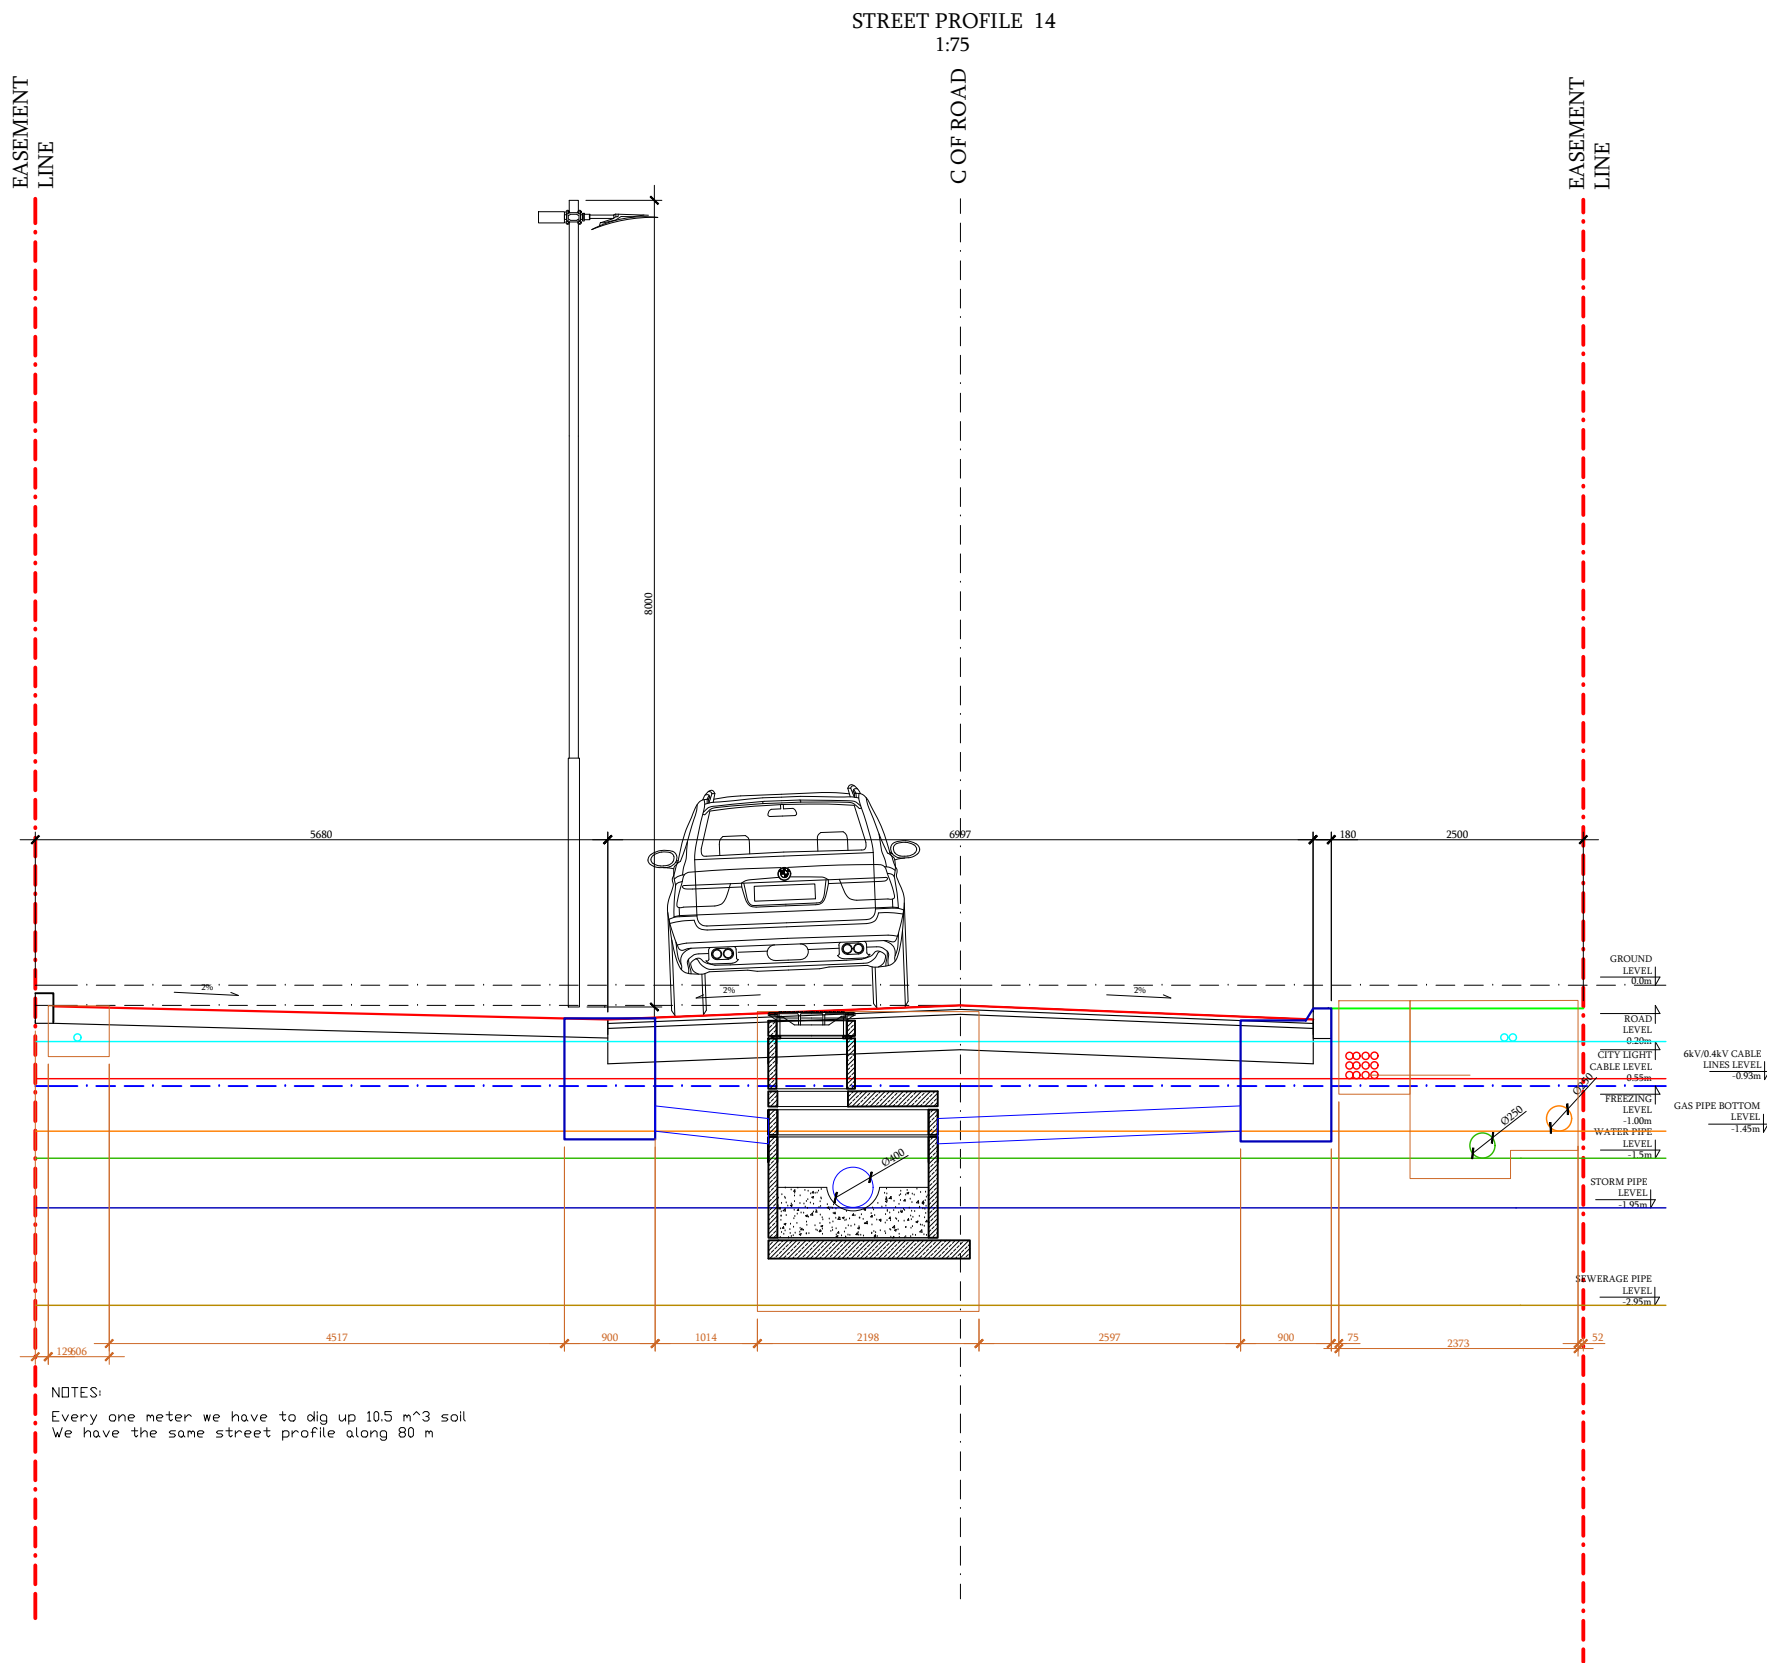 STREET PROFILE 14
1:75
EASEMENT
LINE
C OF ROAD
EASEMENT
LINE
8000
5680
6997
180
2500
2%
2%
2%
GROUND
LEVEL
0.0m
ROAD
LEVEL
0.20m
CITY LIGHT
CABLE LEVEL
0.55m
6kV/0.4kV CABLE
LINES LEVEL
-0.93m
FREEZING
LEVEL
-1.00m
GAS PIPE BOTTOM
LEVEL
-1.45m
WATER PIPE
LEVEL
-1.5m
Ø250
Ø400
STORM PIPE
LEVEL
-1.95m
SEWERAGE PIPE
LEVEL
-2.95m
4517
900
1014
2198
2597
900
75
52
129
606
2373
NOTES:
Every one meter we have to dig up 10.5 m^3 soil
We have the same street profile along 80 m